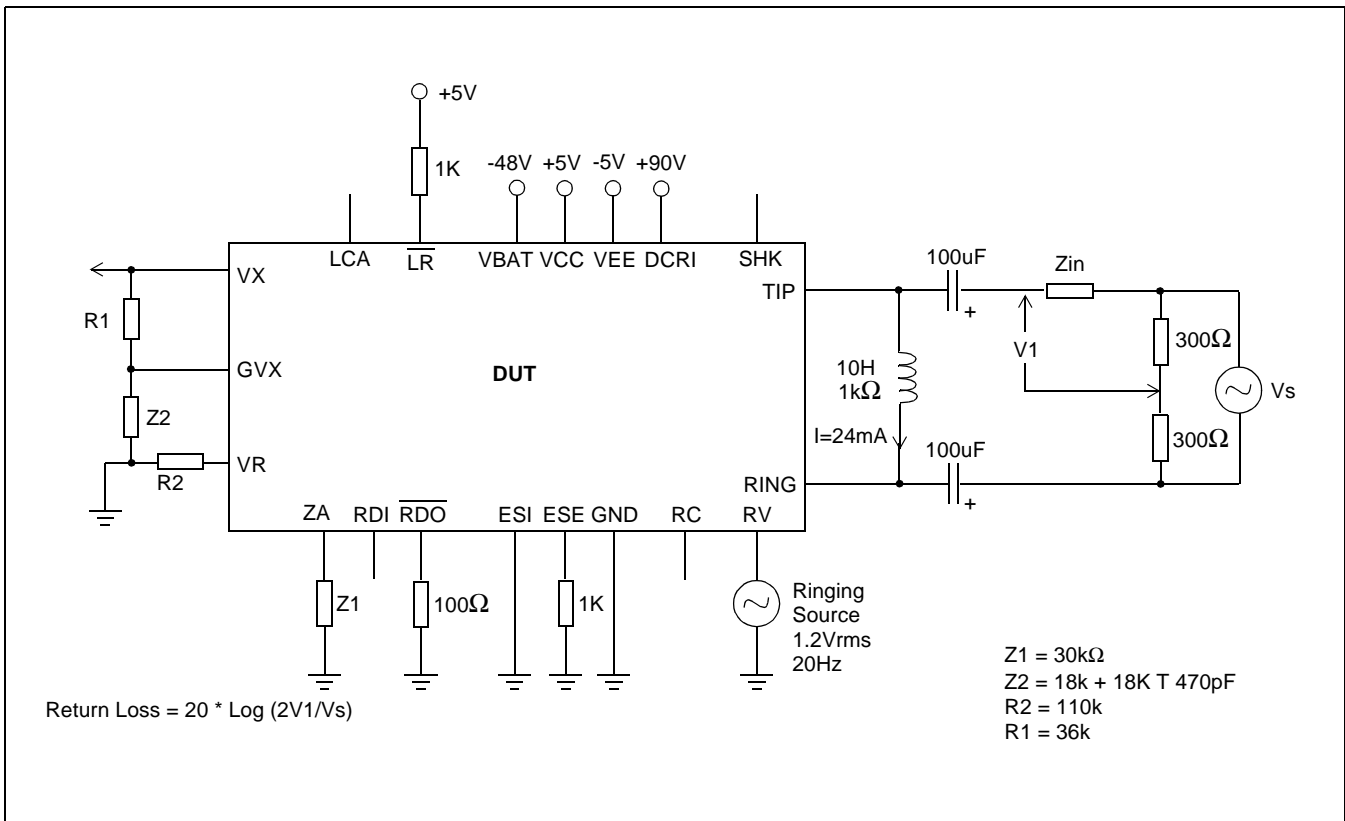 +5V
1K
-48V +5V -5V +90V
LCA LR VBAT VCC VEE DCRI SHK
VX
TIP
100uF
Zin
R1
GVX
DUT
10H
1kΩ
V1
300Ω
Vs
Z2
I=24mA
100uF
300Ω
VR
R2
RING
ZA RDI RDO ESI ESE GND RC RV
Z1
100Ω
1K
Ringing
Source
1.2Vrms
20Hz
+
+
Z1 = 30kΩ
Z2 = 18k + 18K T 470pF
R2 = 110k
R1 = 36k
Return Loss = 20 * Log (2V1/Vs)